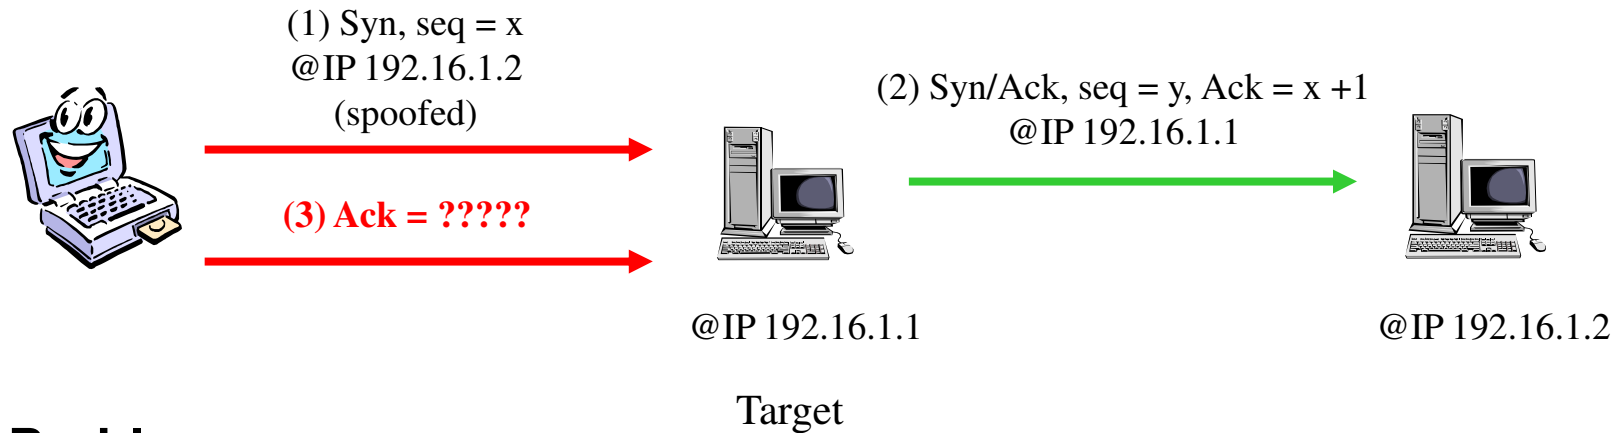 (1) Syn, seq = x
@IP 192.16.1.2
(spoofed)
(2) Syn/Ack, seq = y, Ack = x +1
@IP 192.16.1.1
(3) Ack = ?????
@IP 192.16.1.1
@IP 192.16.1.2
Target